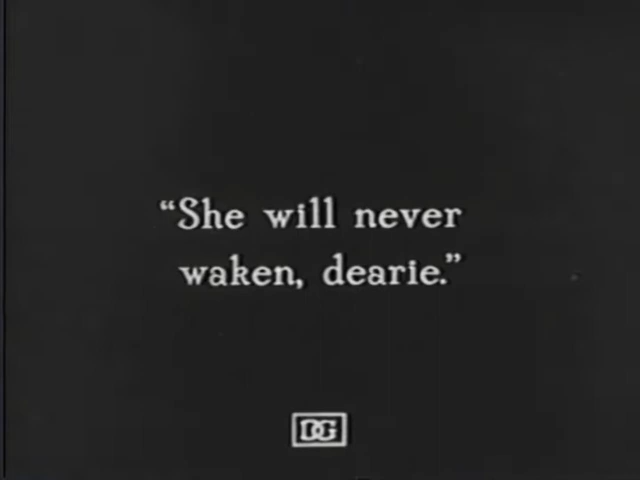 “She will never
waken, dearie.”
DG